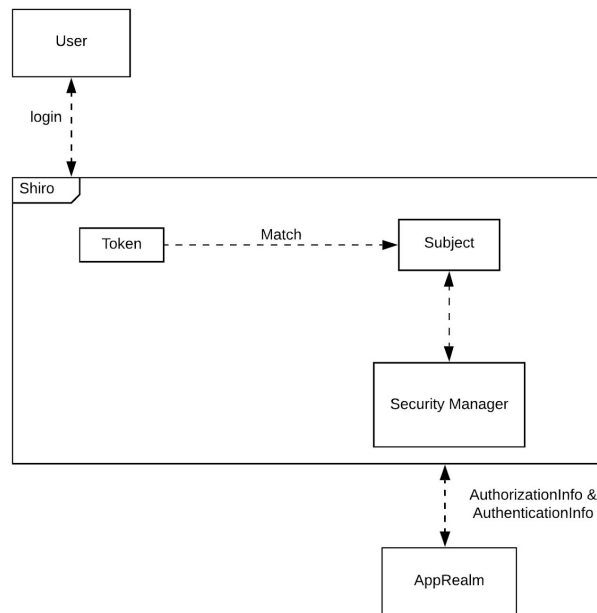 User
login
Shiro
Token
Match
Subject
Security Manager
AuthorizationInfo &
AuthenticationInfo
AppRealm